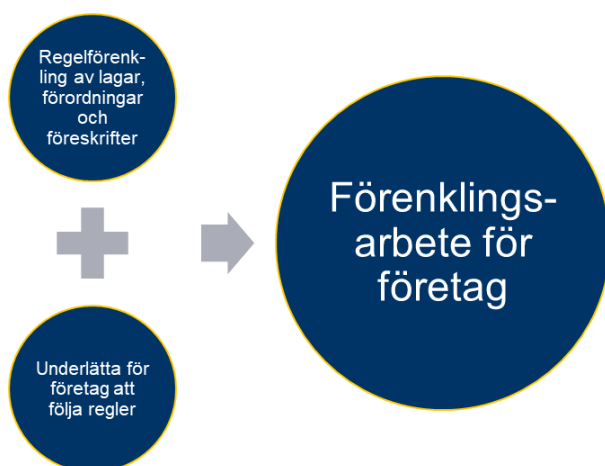 Regelförenk-
ling av lagar,
förordningar
och
föreskrifter
Underlätta för
företag att
följa regler
Förenklings-
arbete för
företag